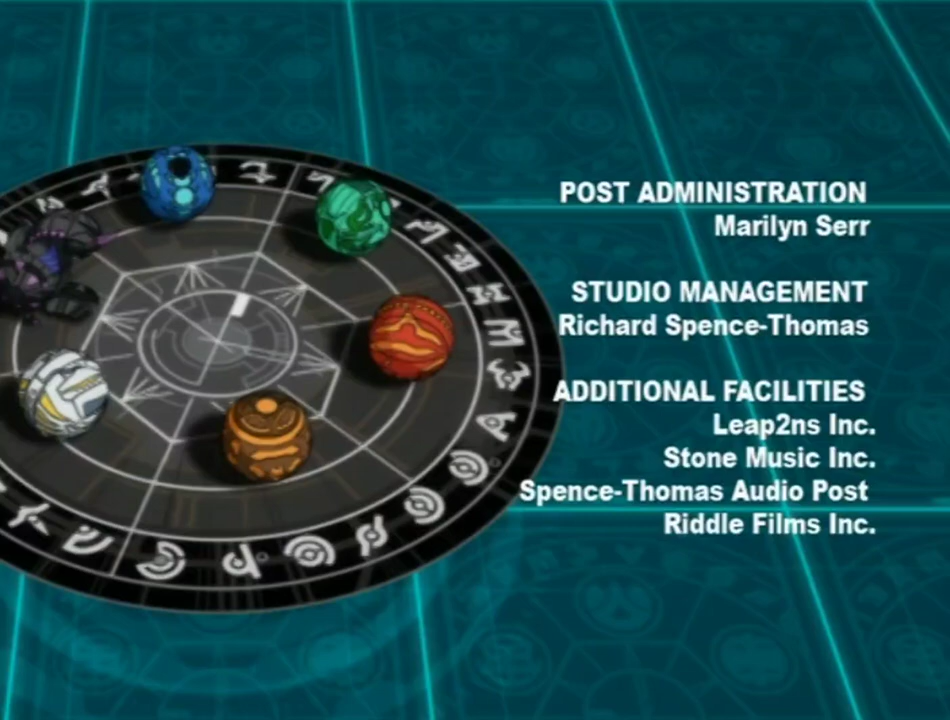 POST ADMINISTRATION
Marilyn Serr
STUDIO MANAGEMENT
Richard Spence-Thomas
ADDITIONAL FACILITIES
Leap2ns Inc.
Stone Music Inc.
Spence-Thomas Audio Post
Riddle Films Inc.